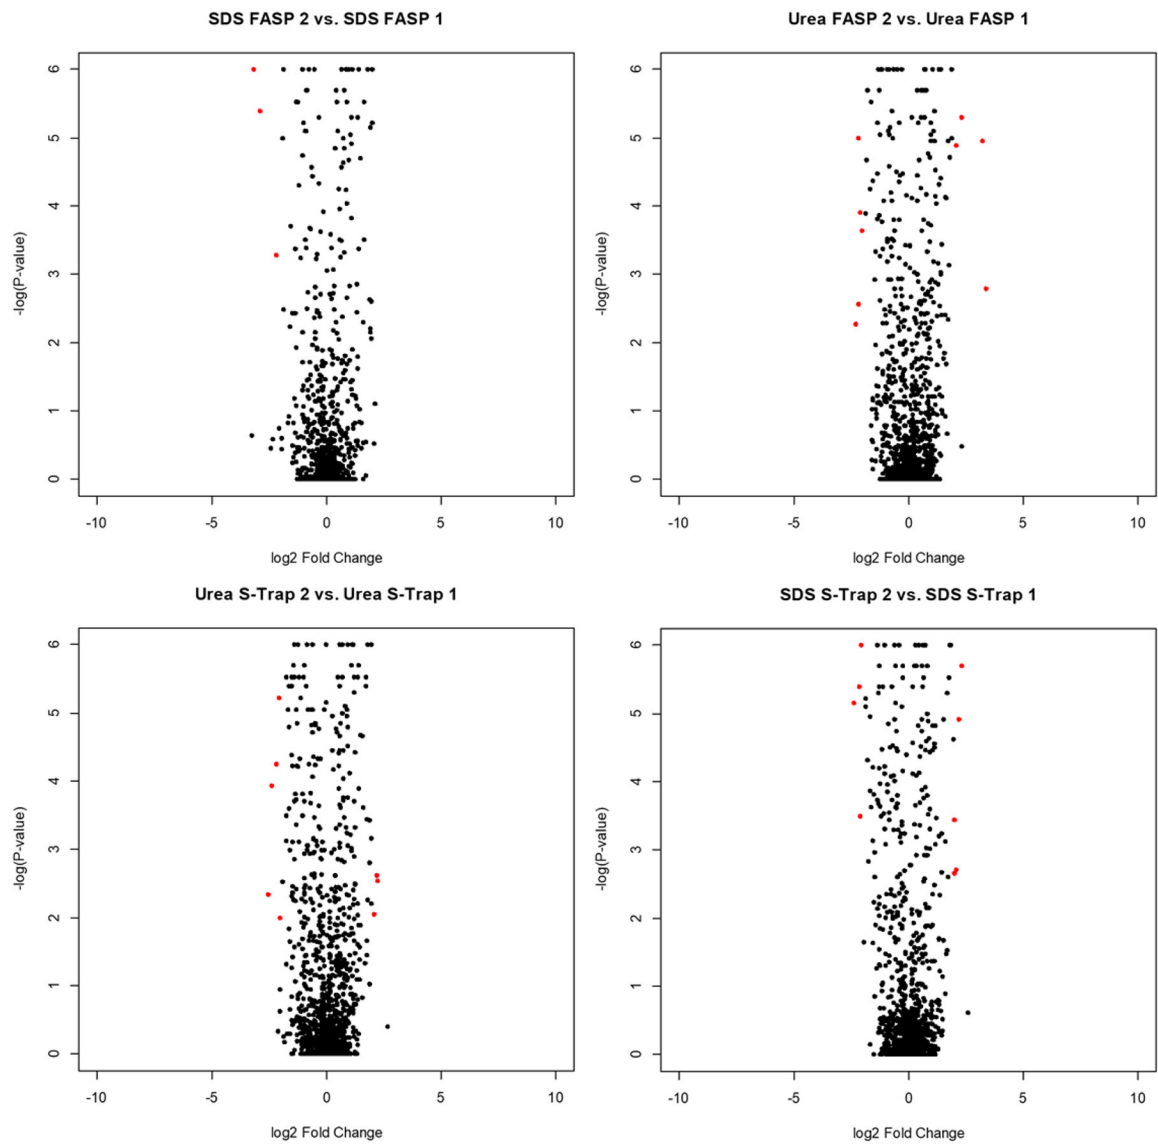 SDS FASP 2 vs. SDS FASP 1
6
5
4
3
2
1
0
-log(P-value)
-10 -5 0 5 10
log2 Fold Change
Urea FASP 2 vs. Urea FASP 1
6
5
4
3
2
1
0
-log(P-value)
-10 -5 0 5 10
log2 Fold Change
Urea S-Trap 2 vs. Urea S-Trap 1
6
5
4
3
2
1
0
-log(P-value)
-10 -5 0 5 10
log2 Fold Change
SDS S-Trap 2 vs. SDS S-Trap 1
6
5
4
3
2
1
0
-log(P-value)
-10 -5 0 5 10
log2 Fold Change